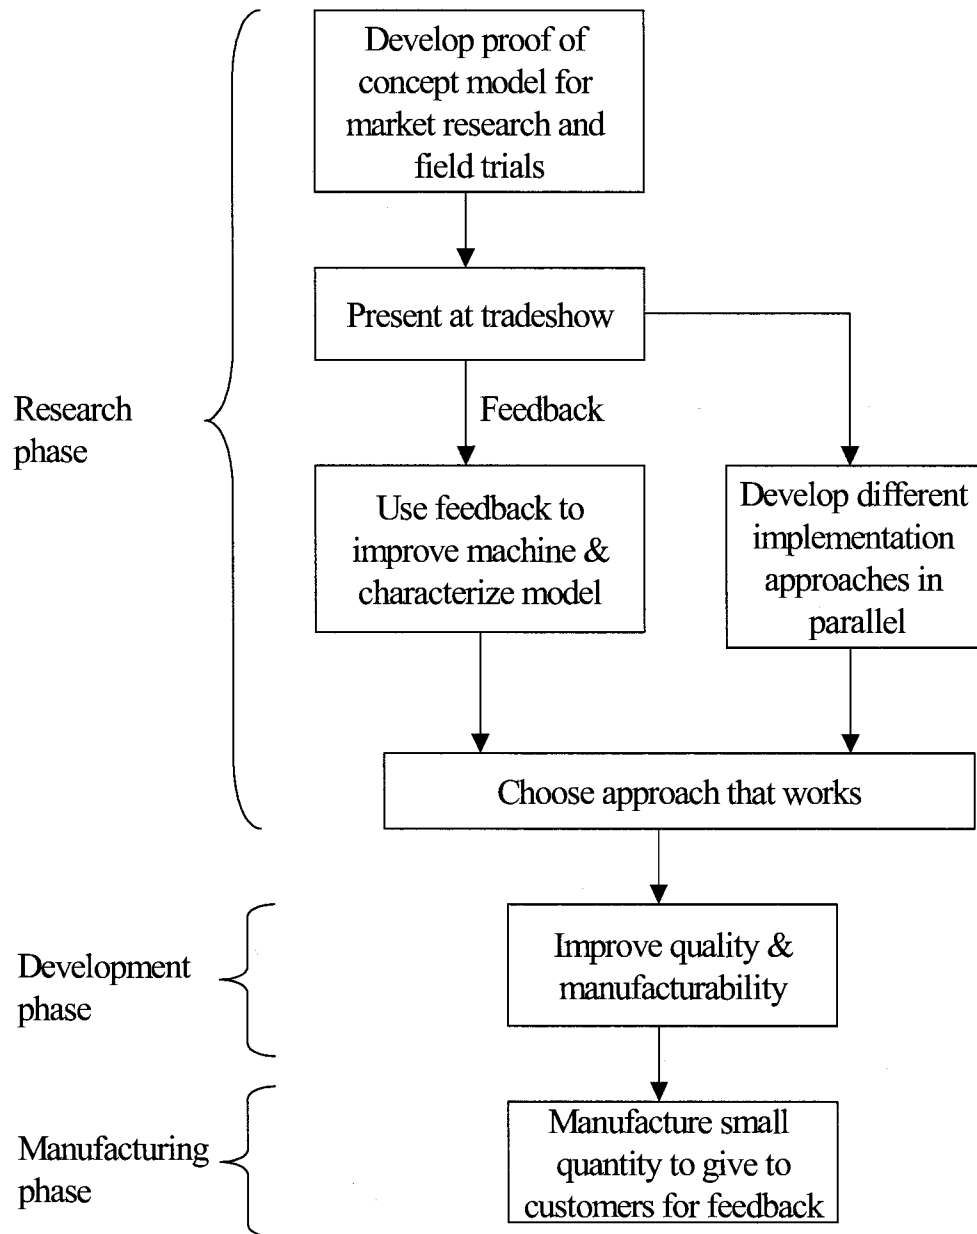 Develop proof of
concept model for
market research and
field trials
Present at tradeshow
Research
phase
Feedback
Use feedback to
improve machine &
characterize model
Develop different
implementation
approaches in
parallel
Choose approach that works
Development
phase
Improve quality &
manufacturability
Manufacturing
phase
Manufacture small
quantity to give to
customers for feedback